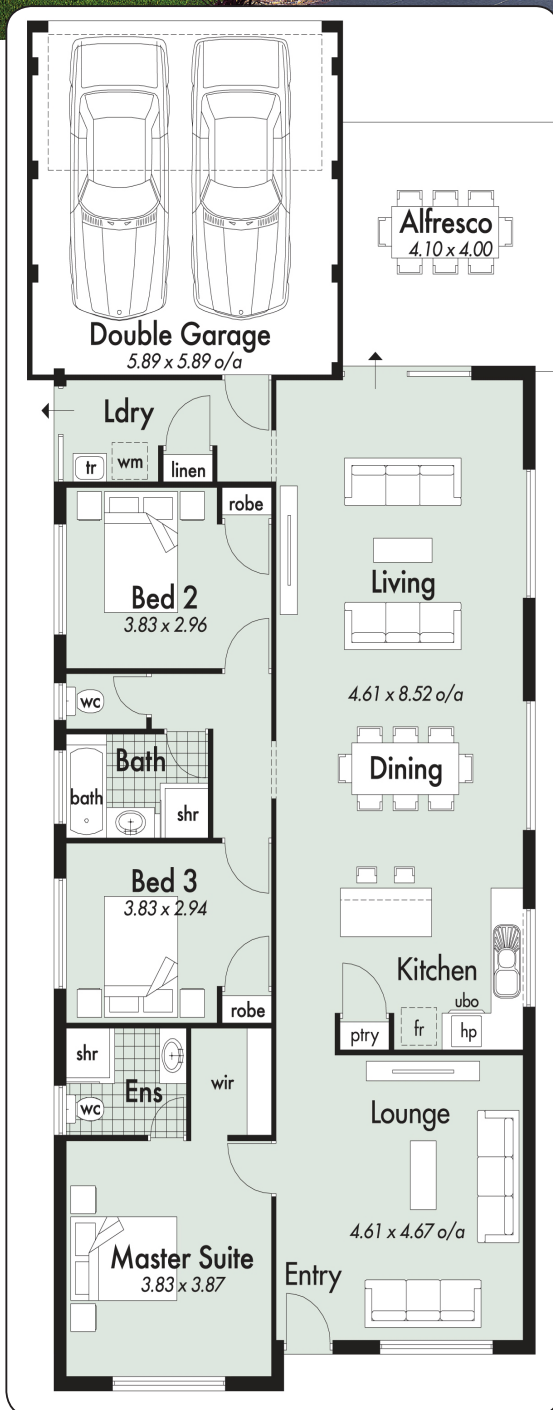 Alfresco
4.10 x 4.00
Double Garage
5.89 x 5.89 o/a
Ldry
tr
wm
linen
robe
Bed 2
3.83 x 2.96
Living
4.61 x 8.52 o/a
wc
Bath
bath
shr
Dining
Bed 3
3.83 x 2.94
robe
Kitchen
ubo
ptry
fr
hp
shr
Ens
wc
wir
Lounge
4.61 x 4.67 o/a
Master Suite
3.83 x 3.87
Entry